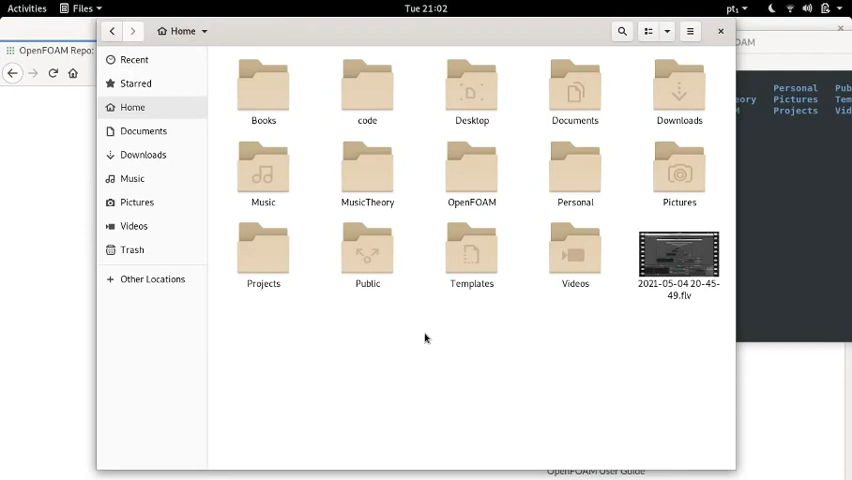 Activities Files Tue 21:02 pt1
Home
OpenFOAM Repo:
Recent
Starred
Home
Documents
Downloads
Music
Pictures
Videos
Trash
Other Locations
Books code Desktop Documents Downloads
Music MusicTheory OpenFOAM Personal Pictures
Projects Public Templates Videos 2021-05-04 20-45-
49.flv
Personal
Pictures
Projects
OpenFOAM User Guide